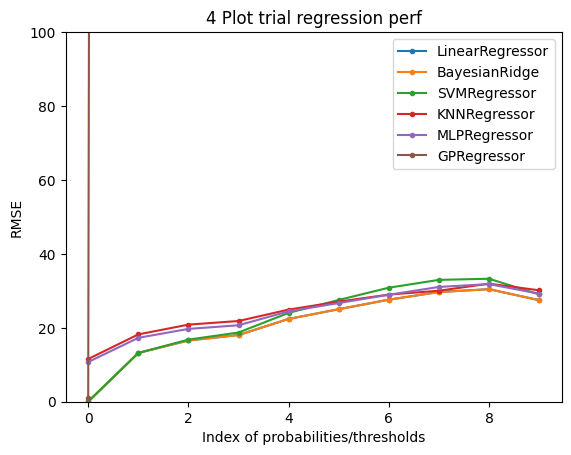 4 Plot trial regression perf
100
80
60
40
20
0
RMSE
LinearRegressor
BayesianRidge
SVMRegressor
KNNRegressor
MLPRegressor
GPRegressor
0 2 4 6 8
Index of probabilities/thresholds